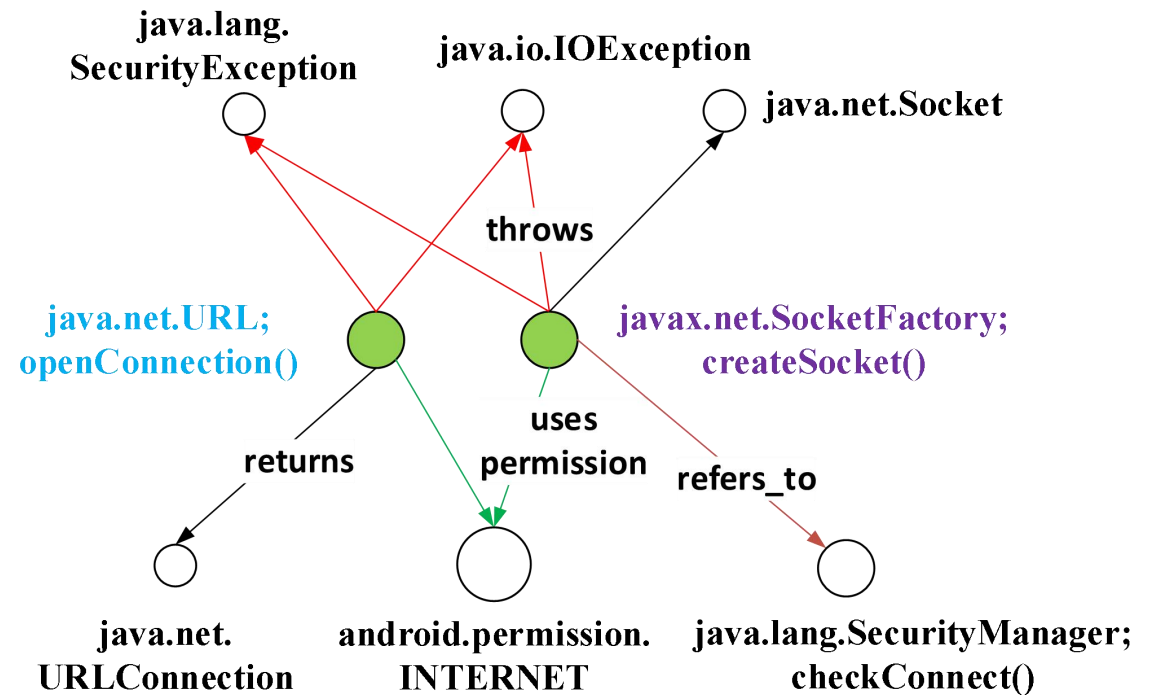 java.lang.
SecurityException
java.io.IOException
java.net.Socket
throws
java.net.URL;
openConnection()
javax.net.SocketFactory;
createSocket()
uses
permission
returns
refers_to
java.net.
URLConnection
android.permission.
INTERNET
java.lang.SecurityManager;
checkConnect()